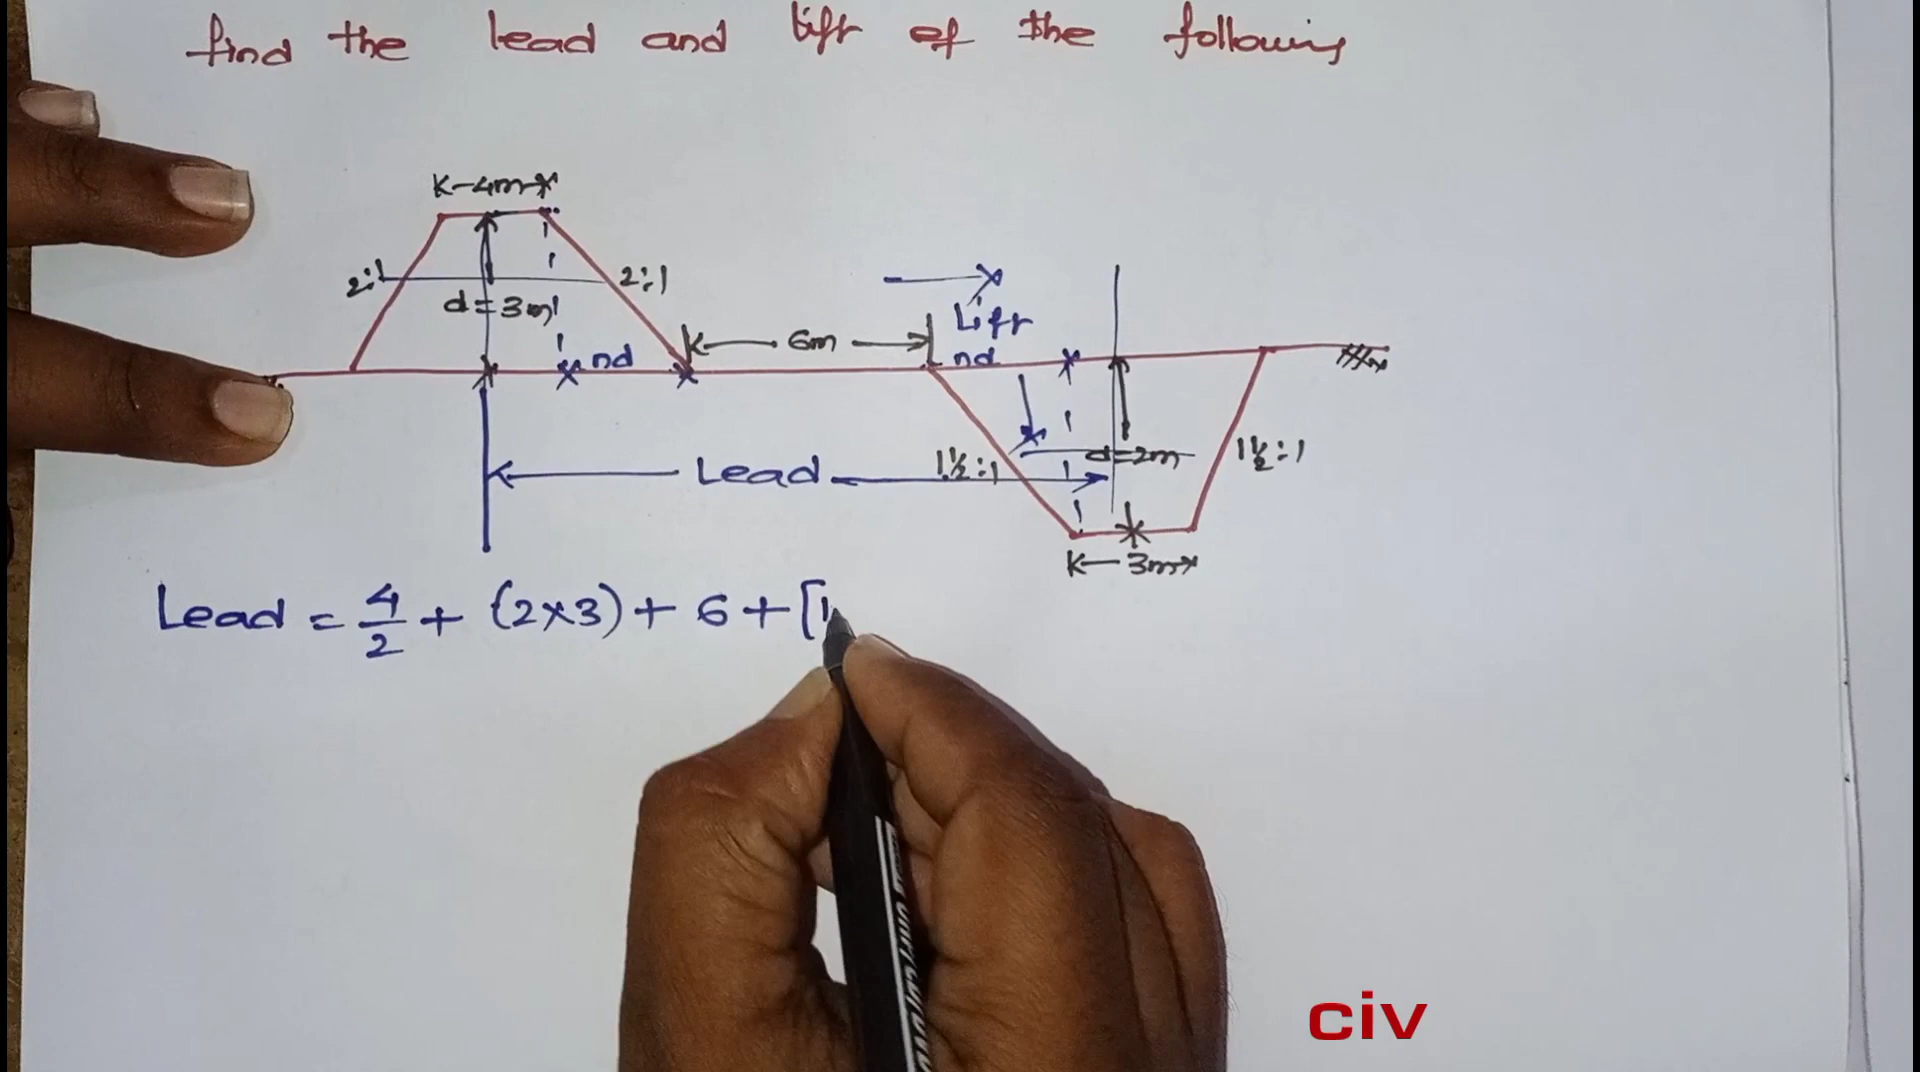 find the lead and lift of the following
4m
2:1
2:1
d=3m
nd
6m
Lift
nd
Lead
1½:1
d=2m
1½:1
3m
Lead = 4/2 + (2×3) + 6 + [1
civ